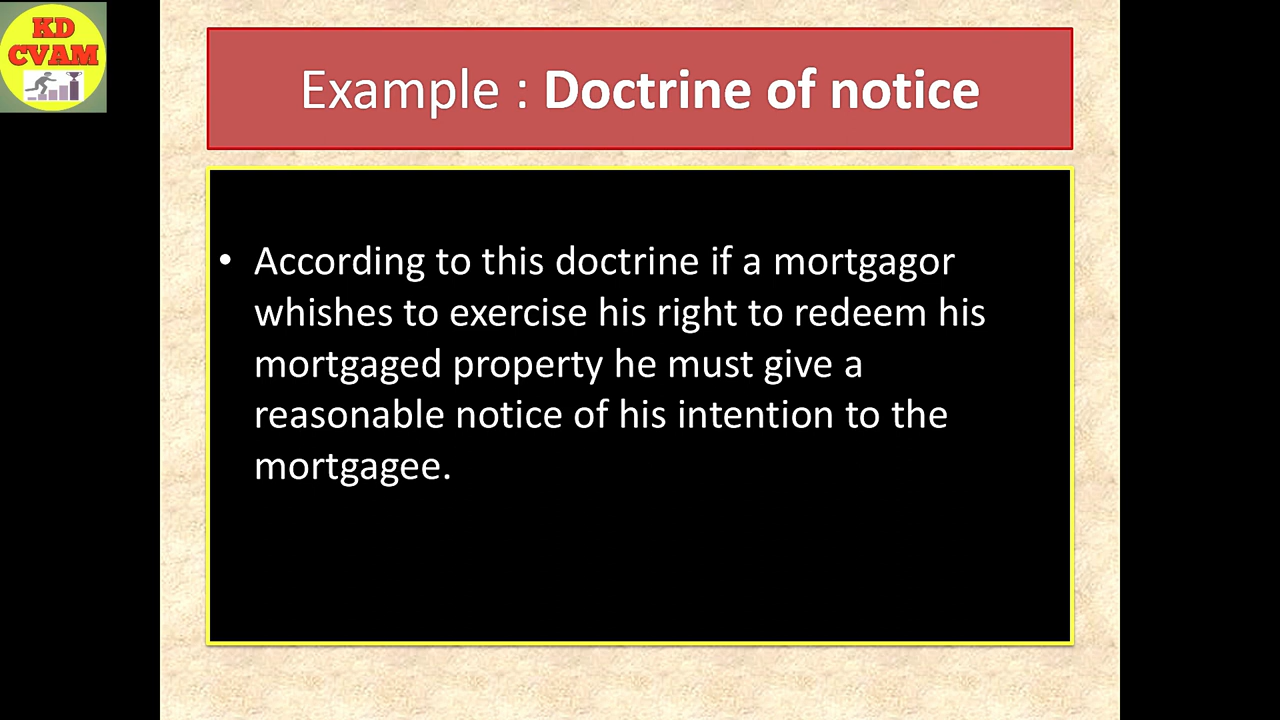 KD
CVAM
Example : Doctrine of notice
• According to this doctrine if a mortgagor
whishes to exercise his right to redeem his
mortgaged property he must give a
reasonable notice of his intention to the
mortgagee.